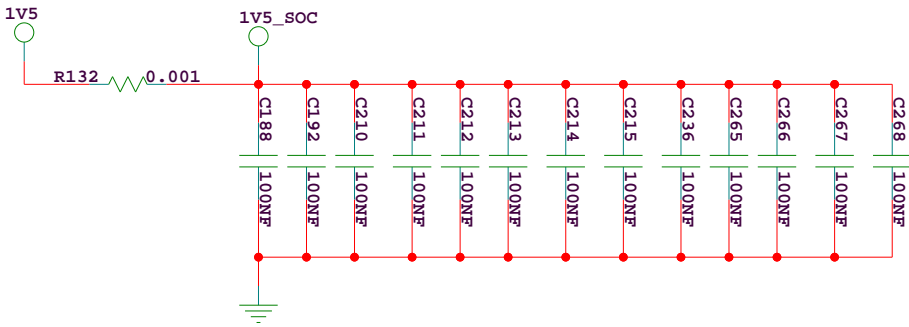 1V5
1V5_SOC
R132
0.001
C188
C192
C210
C211
C212
C213
C214
C215
C236
C265
C266
C267
C268
100NF
100NF
100NF
100NF
100NF
100NF
100NF
100NF
100NF
100NF
100NF
100NF
100NF